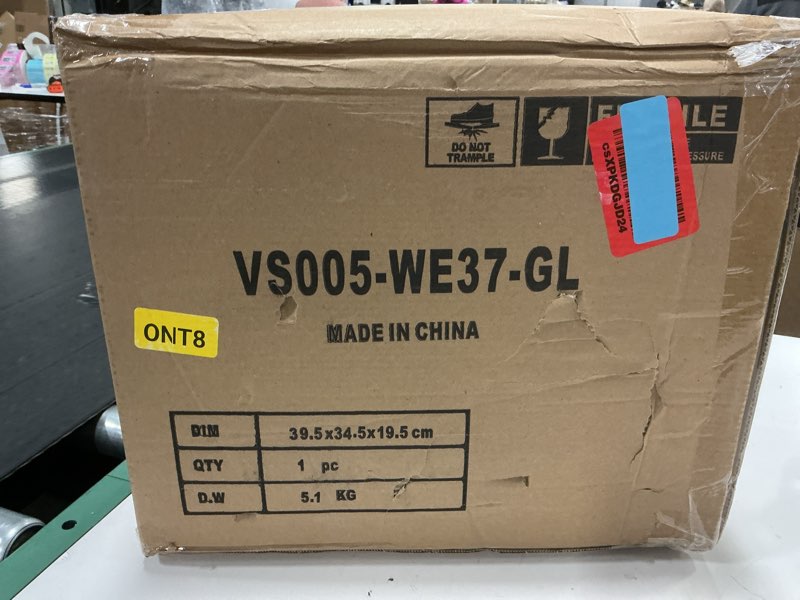 DO NOT
TRAMPLE
VS005-WE37-GL
MADE IN CHINA
ONT8
DIM 39.5x34.5x19.5 cm
QTY 1 pc
D.W 5.1 KG
csXPKDGJD24